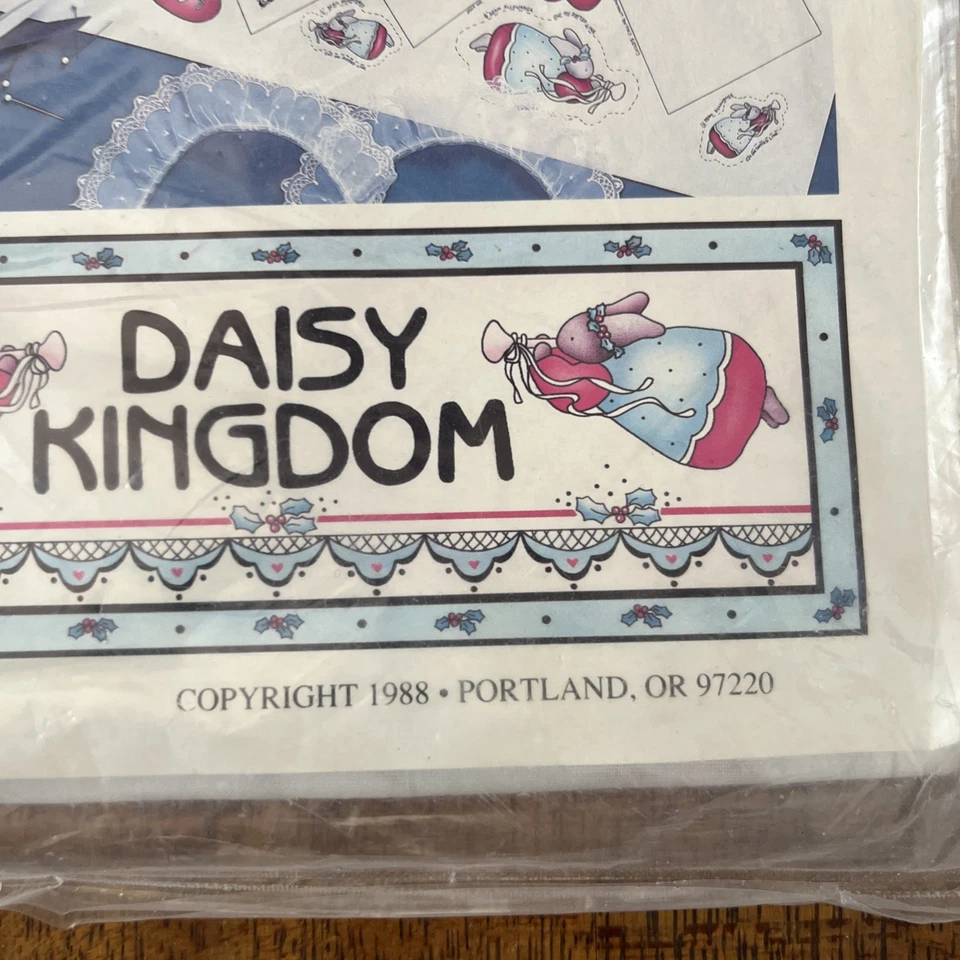 DAISY
KINGDOM
COPYRIGHT 1988 • PORTLAND, OR 97220